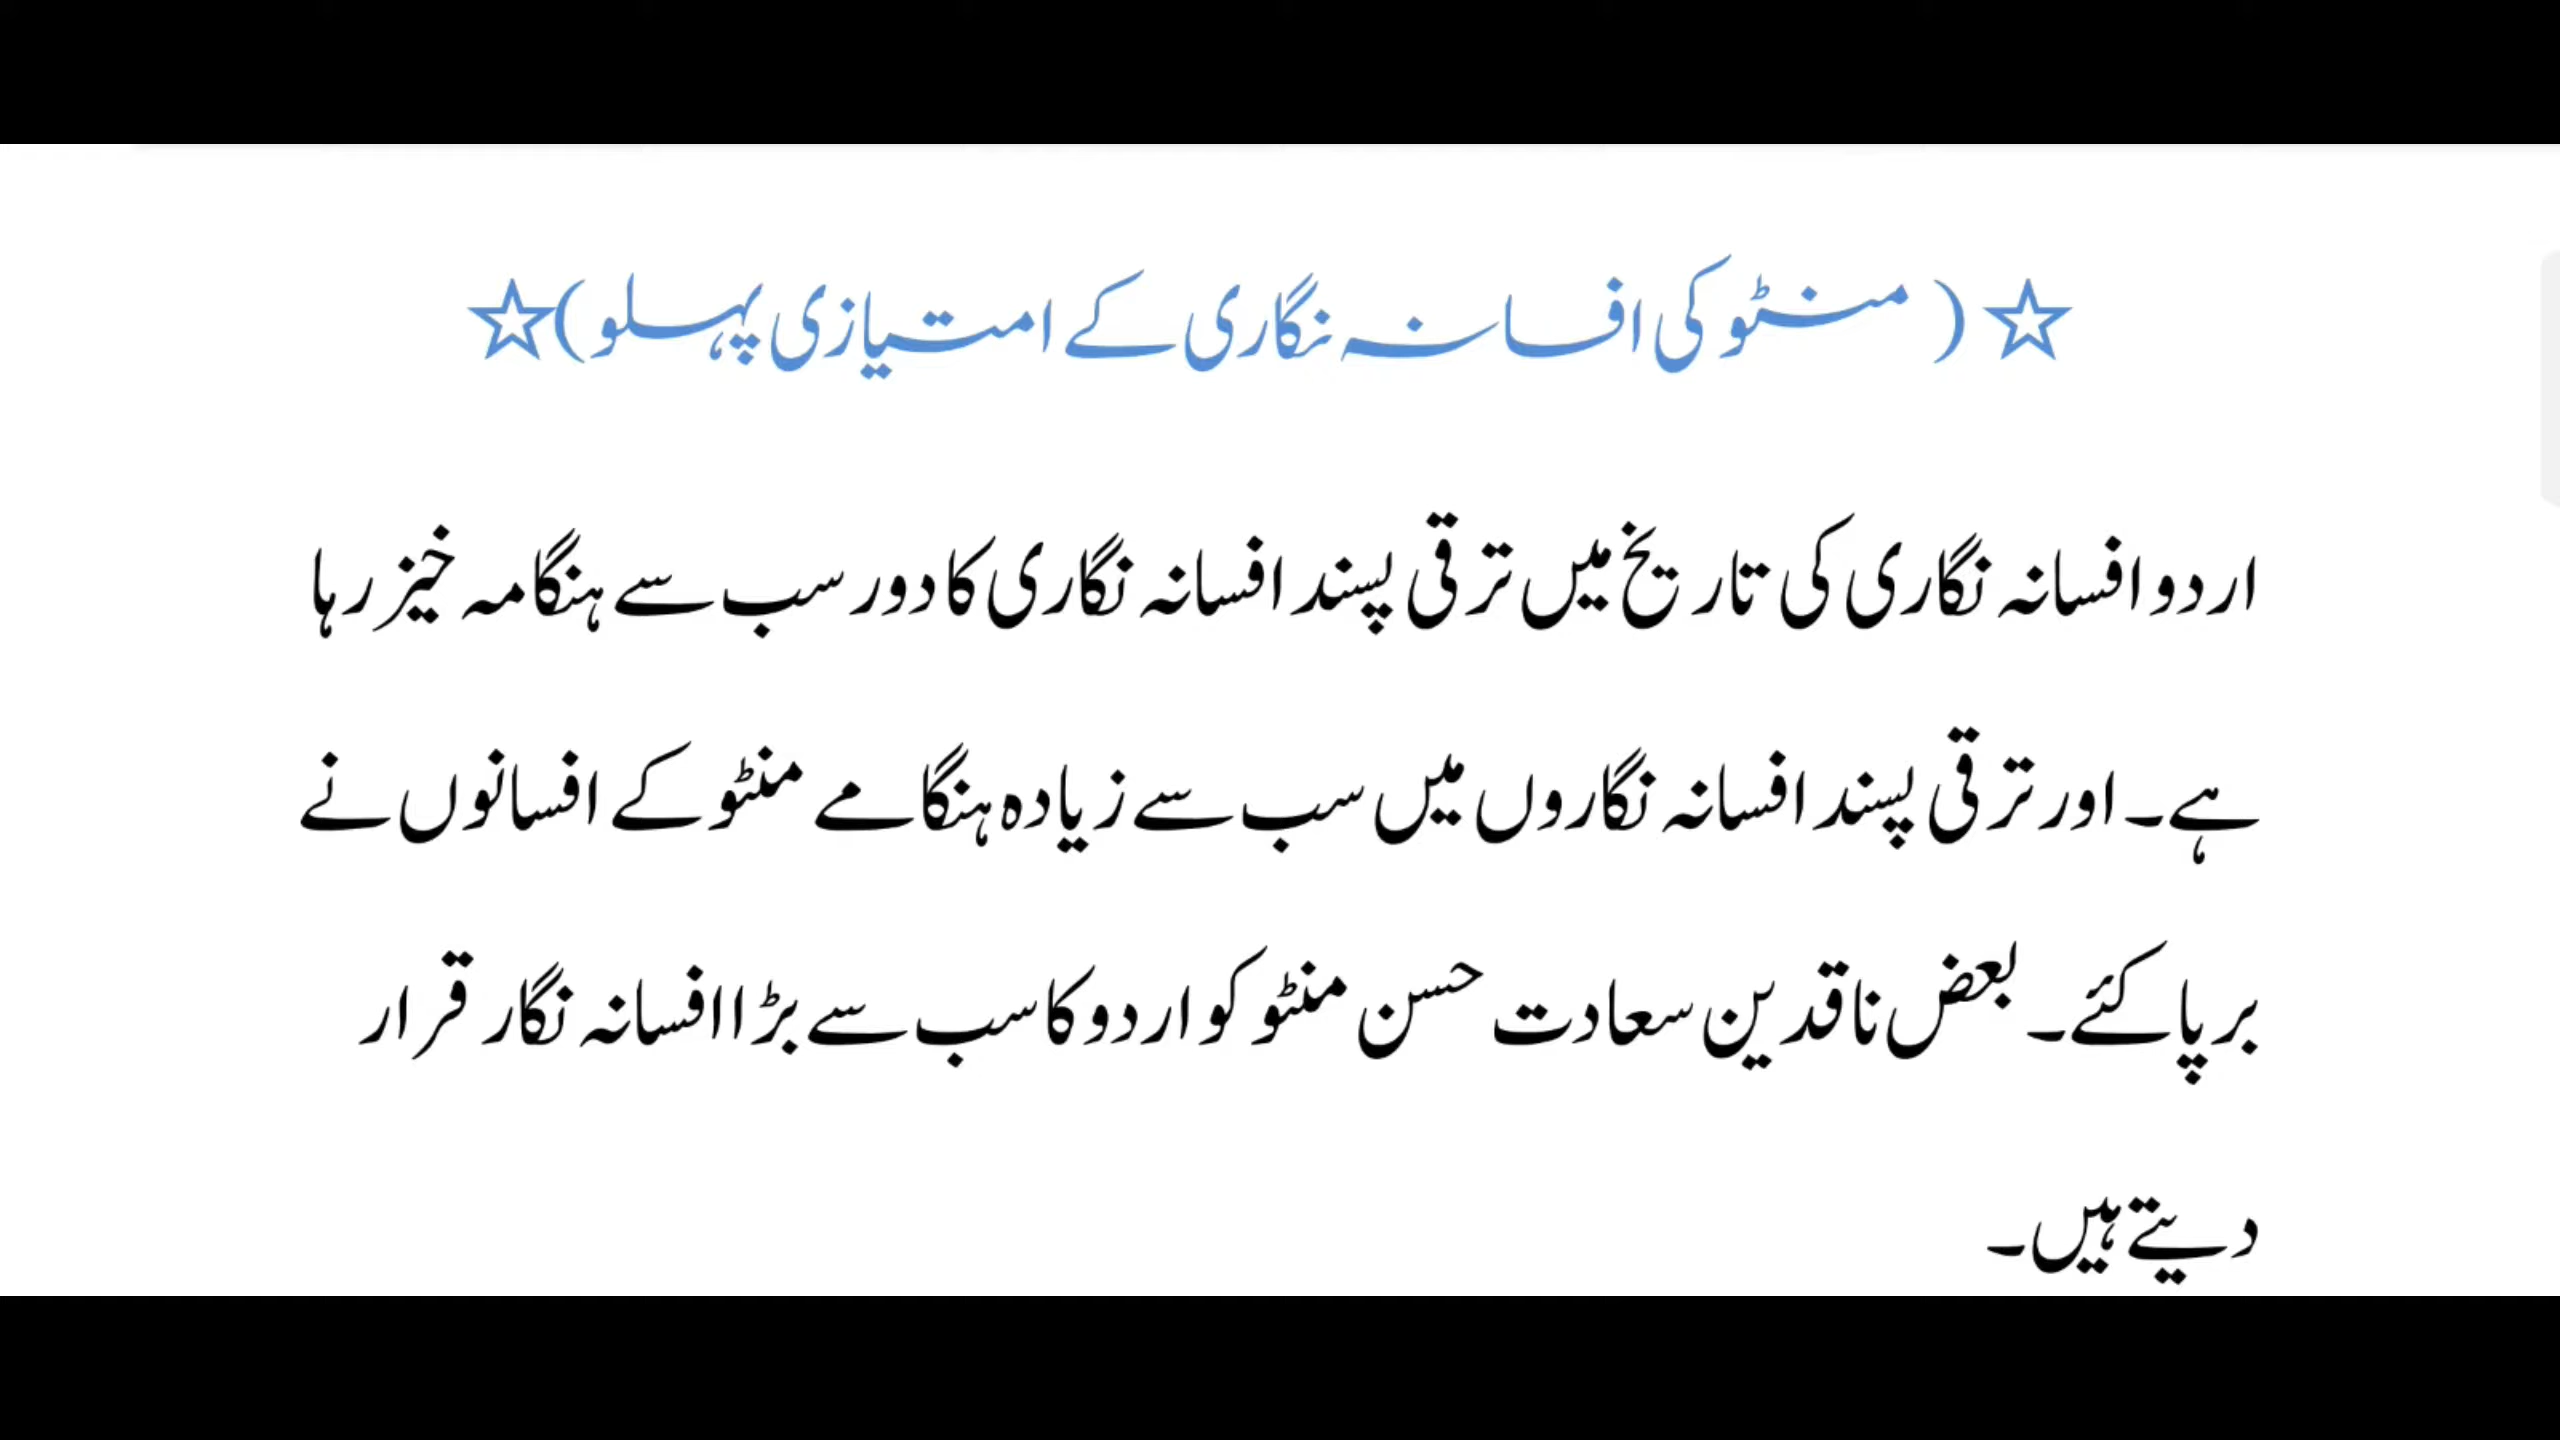 ☆( منٹو کی افسانہ نگاری کے امتیازی پہلو)☆
اردو افسانہ نگاری کی تاریخ میں ترقی پسند افسانہ نگاری کا دور سب سے ہنگامہ خیز رہا
ہے۔ اور ترقی پسند افسانہ نگاروں میں سب سے زیادہ ہنگامے منٹو کے افسانوں نے
برپا کئے۔ بعض ناقدین سعادت حسن منٹو کو اردو کا سب سے بڑا افسانہ نگار قرار
دیتے ہیں۔